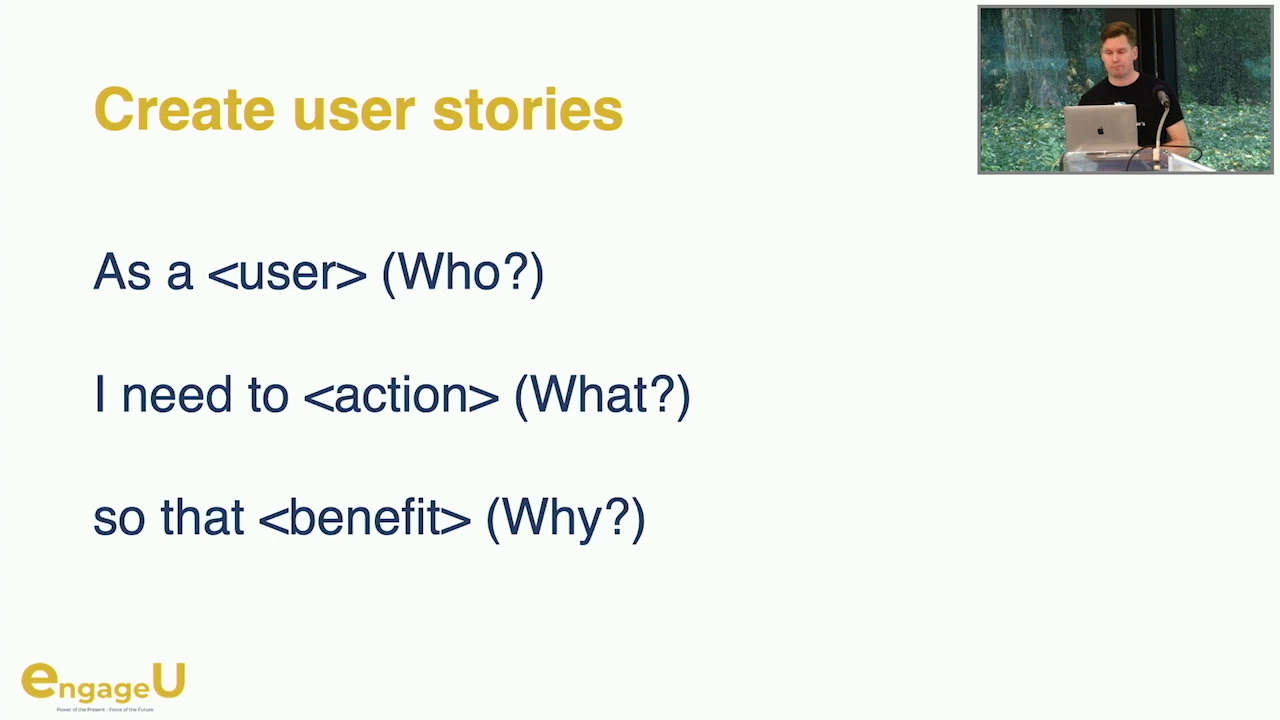 Create user stories
As a <user> (Who?)
I need to <action> (What?)
so that <benefit> (Why?)
engageU
Power of the Present - Force of the Future